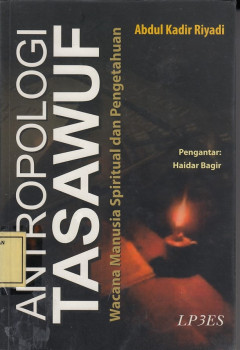 Abdul Kadir Riyadi
ANTROPOLOGI
TASAWUF
Wacana Manusia Spiritual dan Pengetahuan
Pengantar:
Haidar Bagir
LP3ES